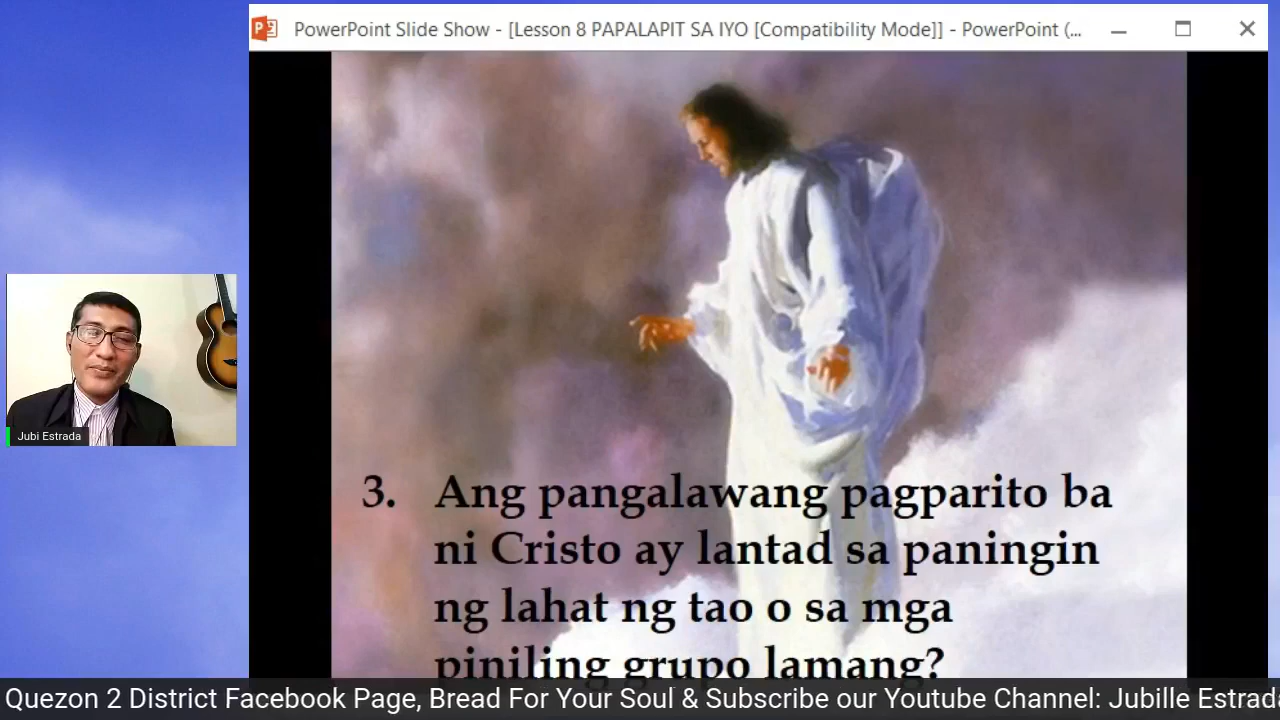 PowerPoint Slide Show - [Lesson 8 PAPALAPIT SA IYO [Compatibility Mode]] - PowerPoint (...
Jubi Estrada
3. Ang pangalawang pagparito ba
ni Cristo ay lantad sa paningin
ng lahat ng tao o sa mga
piniling grupo lamang?
Quezon 2 District Facebook Page, Bread For Your Soul & Subscribe our Youtube Channel: Jubille Estrada